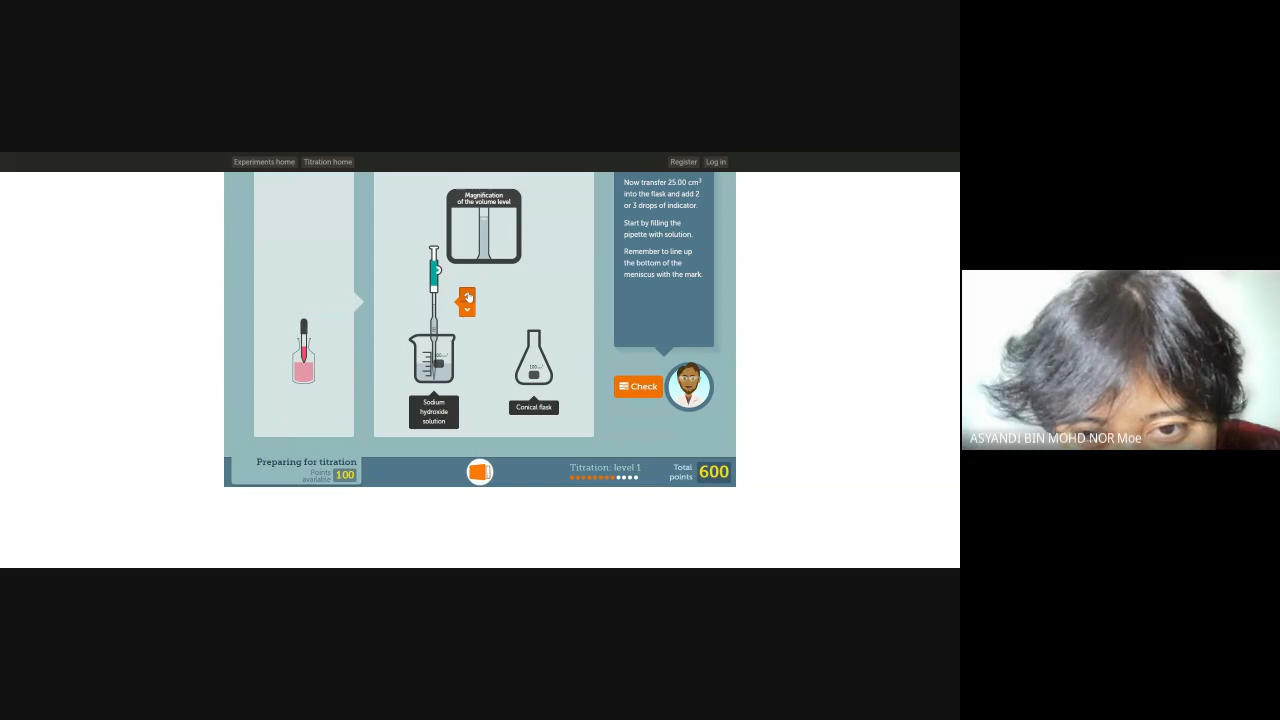 Experiments home
Titration home
Register
Log in
Magnification
of the volume level
Now transfer 25.00 cm³
into the flask and add 2
or 3 drops of indicator.
Start by filling the
pipette with solution.
Remember to line up
the bottom of the
meniscus with the mark.
Check
Sodium
hydroxide
solution
Conical flask
Preparing for titration
Points
available
100
Titration: level 1
Total
points
600
ASYANDI BIN MOHD NOR Moe